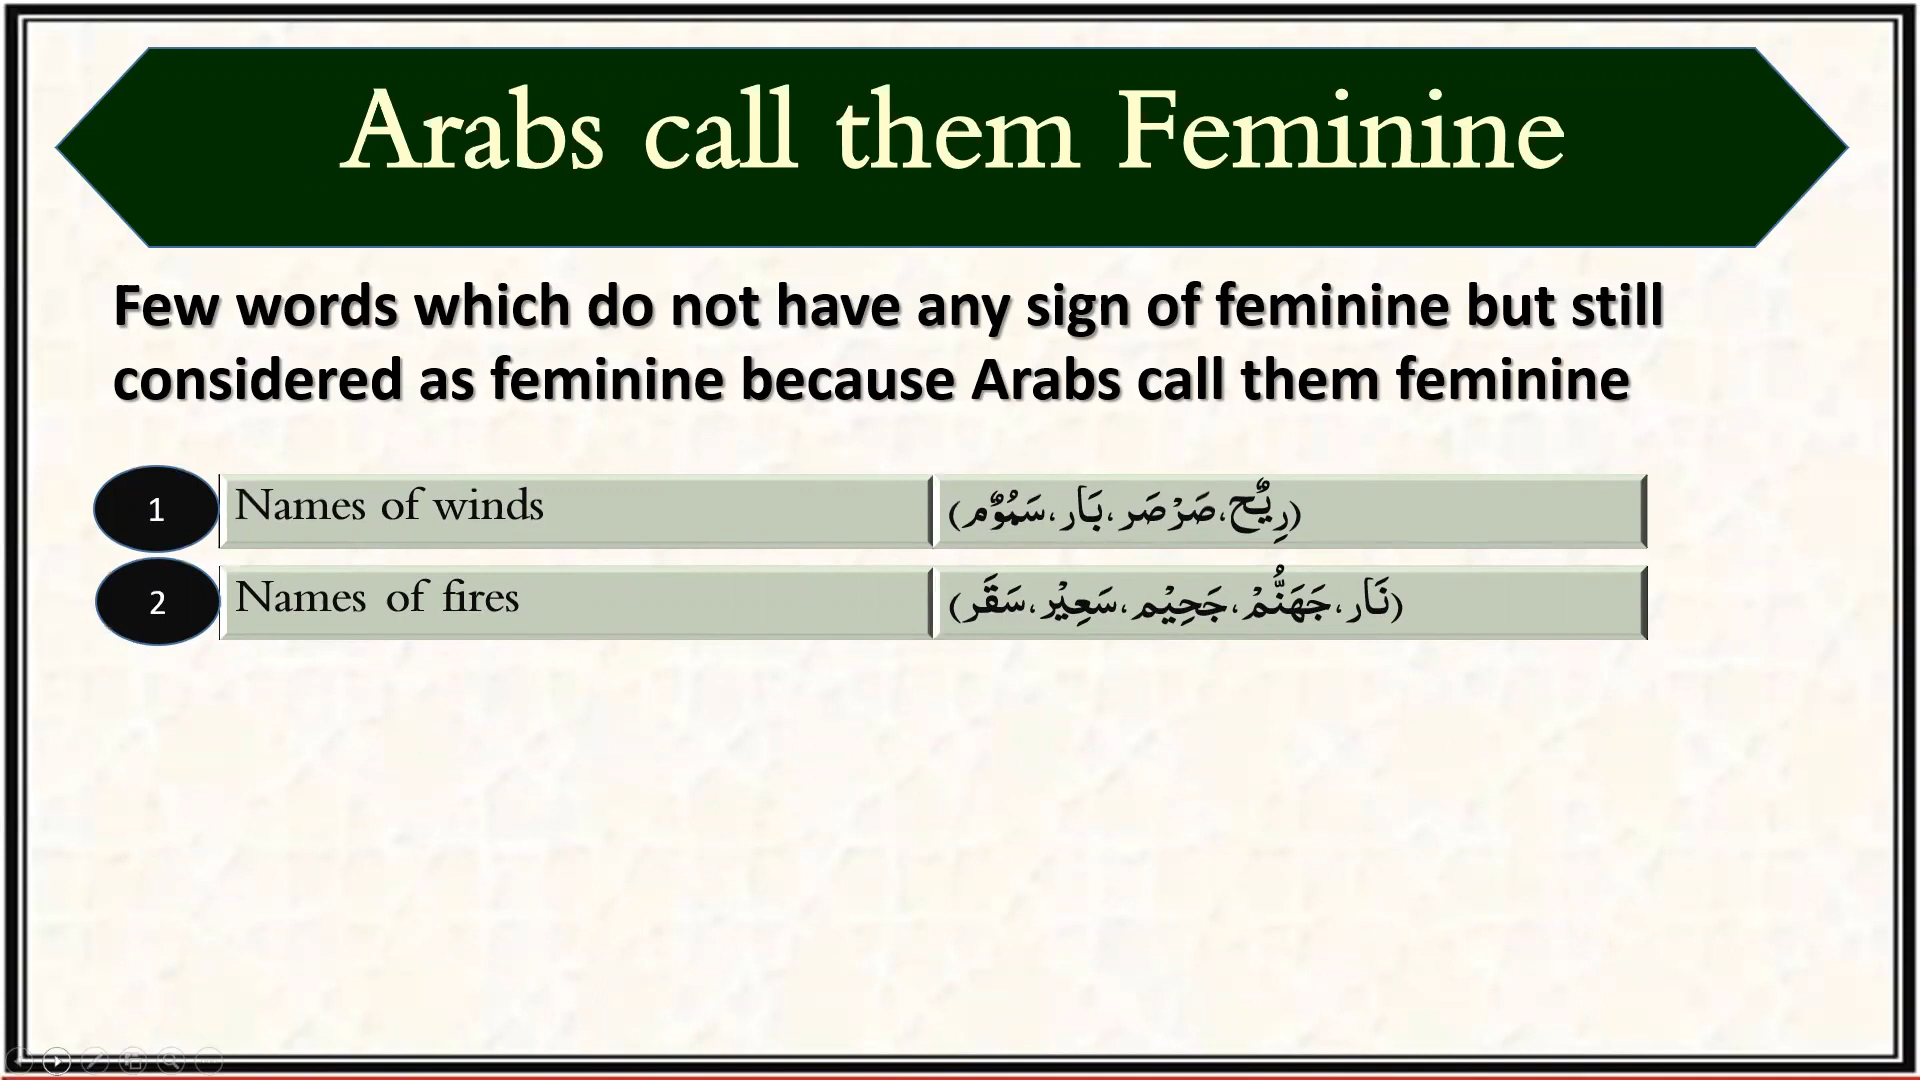 Arabs call them Feminine
Few words which do not have any sign of feminine but still
considered as feminine because Arabs call them feminine
1 Names of winds (رِيْحٌ،صَرْصَر،بَار،سَمُوْمٌ)
2 Names of fires (نَار،جَهَنَّمْ،جَحِيْم،سَعِيْر،سَقَر)